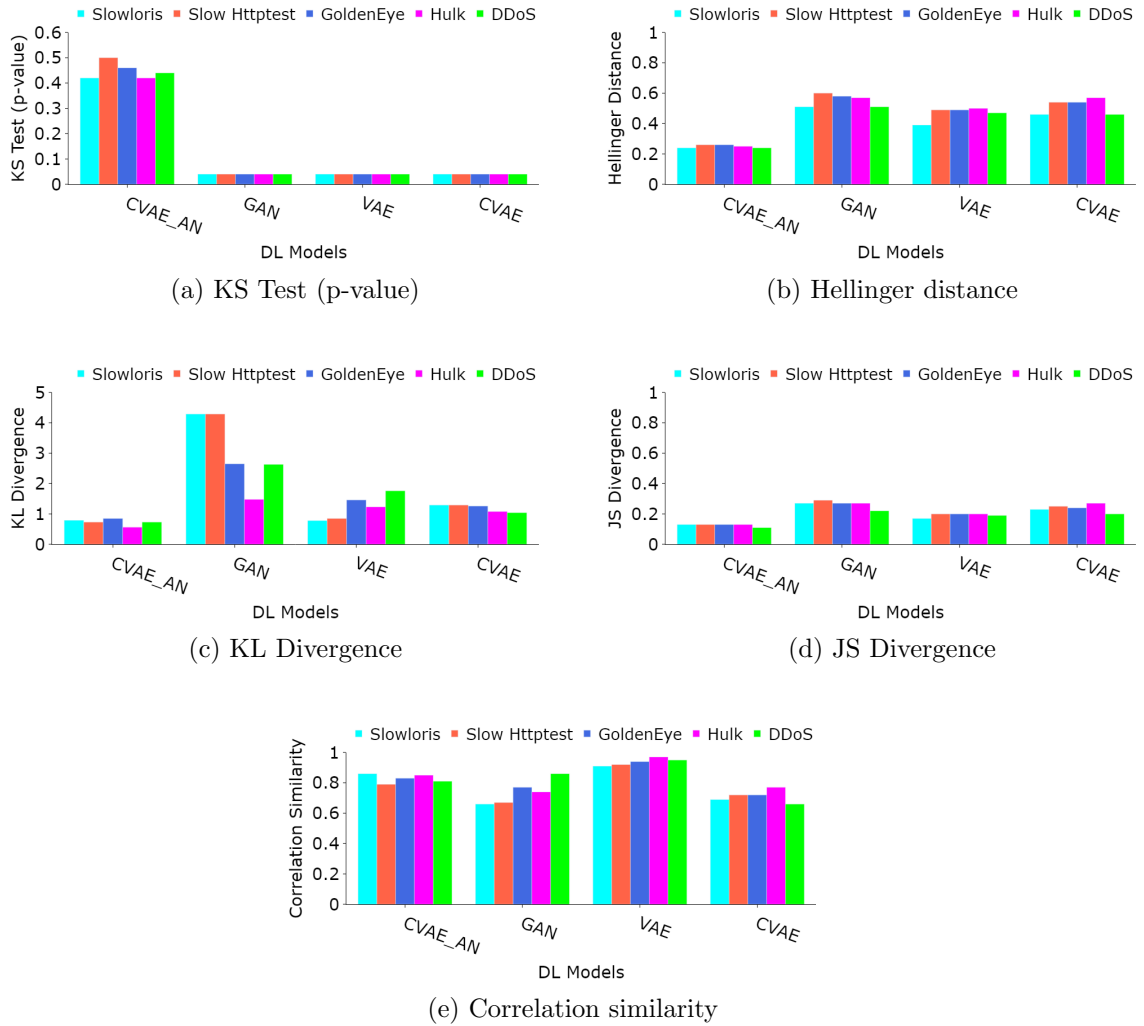 Slowloris Slow Httptest GoldenEye Hulk DDoS
KS Test (p-value)
0.6
0.5
0.4
0.3
0.2
0.1
0
CVAE_AN GAN VAE CVAE
DL Models
(a) KS Test (p-value)
Slowloris Slow Httptest GoldenEye Hulk DDoS
Hellinger Distance
1
0.8
0.6
0.4
0.2
0
CVAE_AN GAN VAE CVAE
DL Models
(b) Hellinger distance
Slowloris Slow Httptest GoldenEye Hulk DDoS
KL Divergence
5
4
3
2
1
0
CVAE_AN GAN VAE CVAE
DL Models
(c) KL Divergence
Slowloris Slow Httptest GoldenEye Hulk DDoS
JS Divergence
1
0.8
0.6
0.4
0.2
0
CVAE_AN GAN VAE CVAE
DL Models
(d) JS Divergence
Slowloris Slow Httptest GoldenEye Hulk DDoS
Correlation Similarity
1
0.8
0.6
0.4
0.2
0
CVAE_AN GAN VAE CVAE
DL Models
(e) Correlation similarity